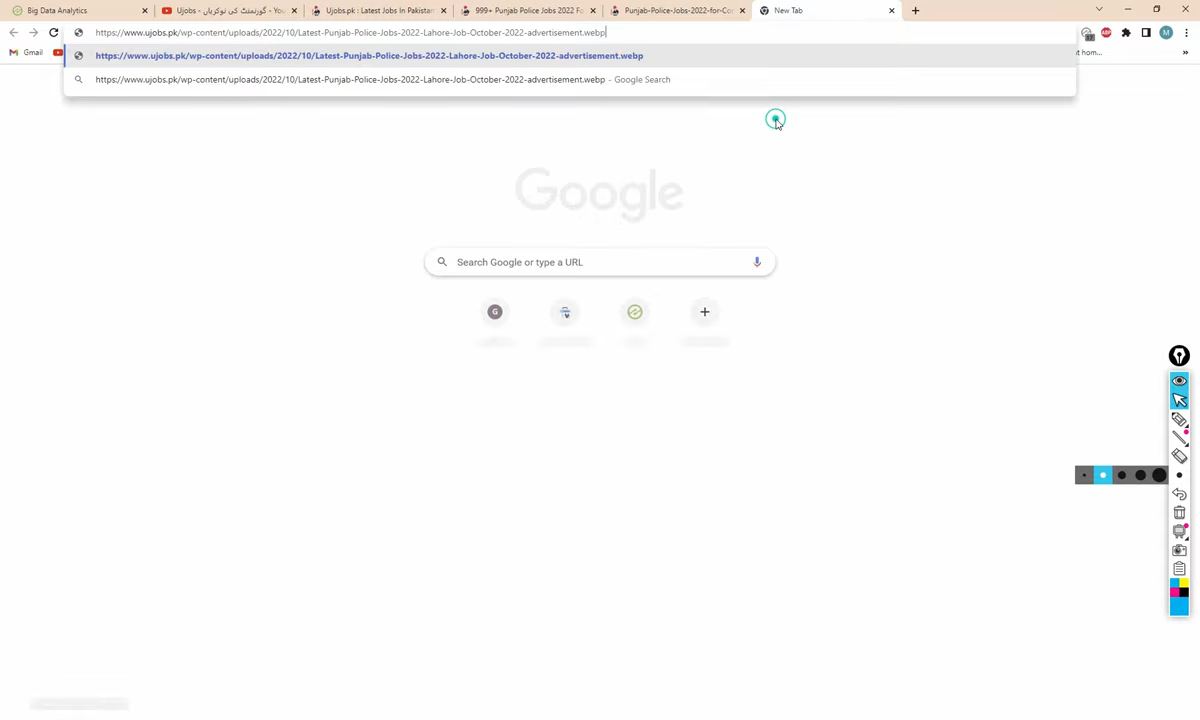 Big Data Analytics
Ujobs - گورنمنٹ کی نوکریاں - You
Ujobs.pk : Latest Jobs In Pakistan
999+ Punjab Police Jobs 2022 Fo
Punjab-Police-Jobs-2022-for-Co
New Tab
https://www.ujobs.pk/wp-content/uploads/2022/10/Latest-Punjab-Police-Jobs-2022-Lahore-Job-October-2022-advertisement.webp
M
Gmail
https://www.ujobs.pk/wp-content/uploads/2022/10/Latest-Punjab-Police-Jobs-2022-Lahore-Job-October-2022-advertisement.webp
t hom...
https://www.ujobs.pk/wp-content/uploads/2022/10/Latest-Punjab-Police-Jobs-2022-Lahore-Job-October-2022-advertisement.webp - Google Search
Google
Search Google or type a URL
G